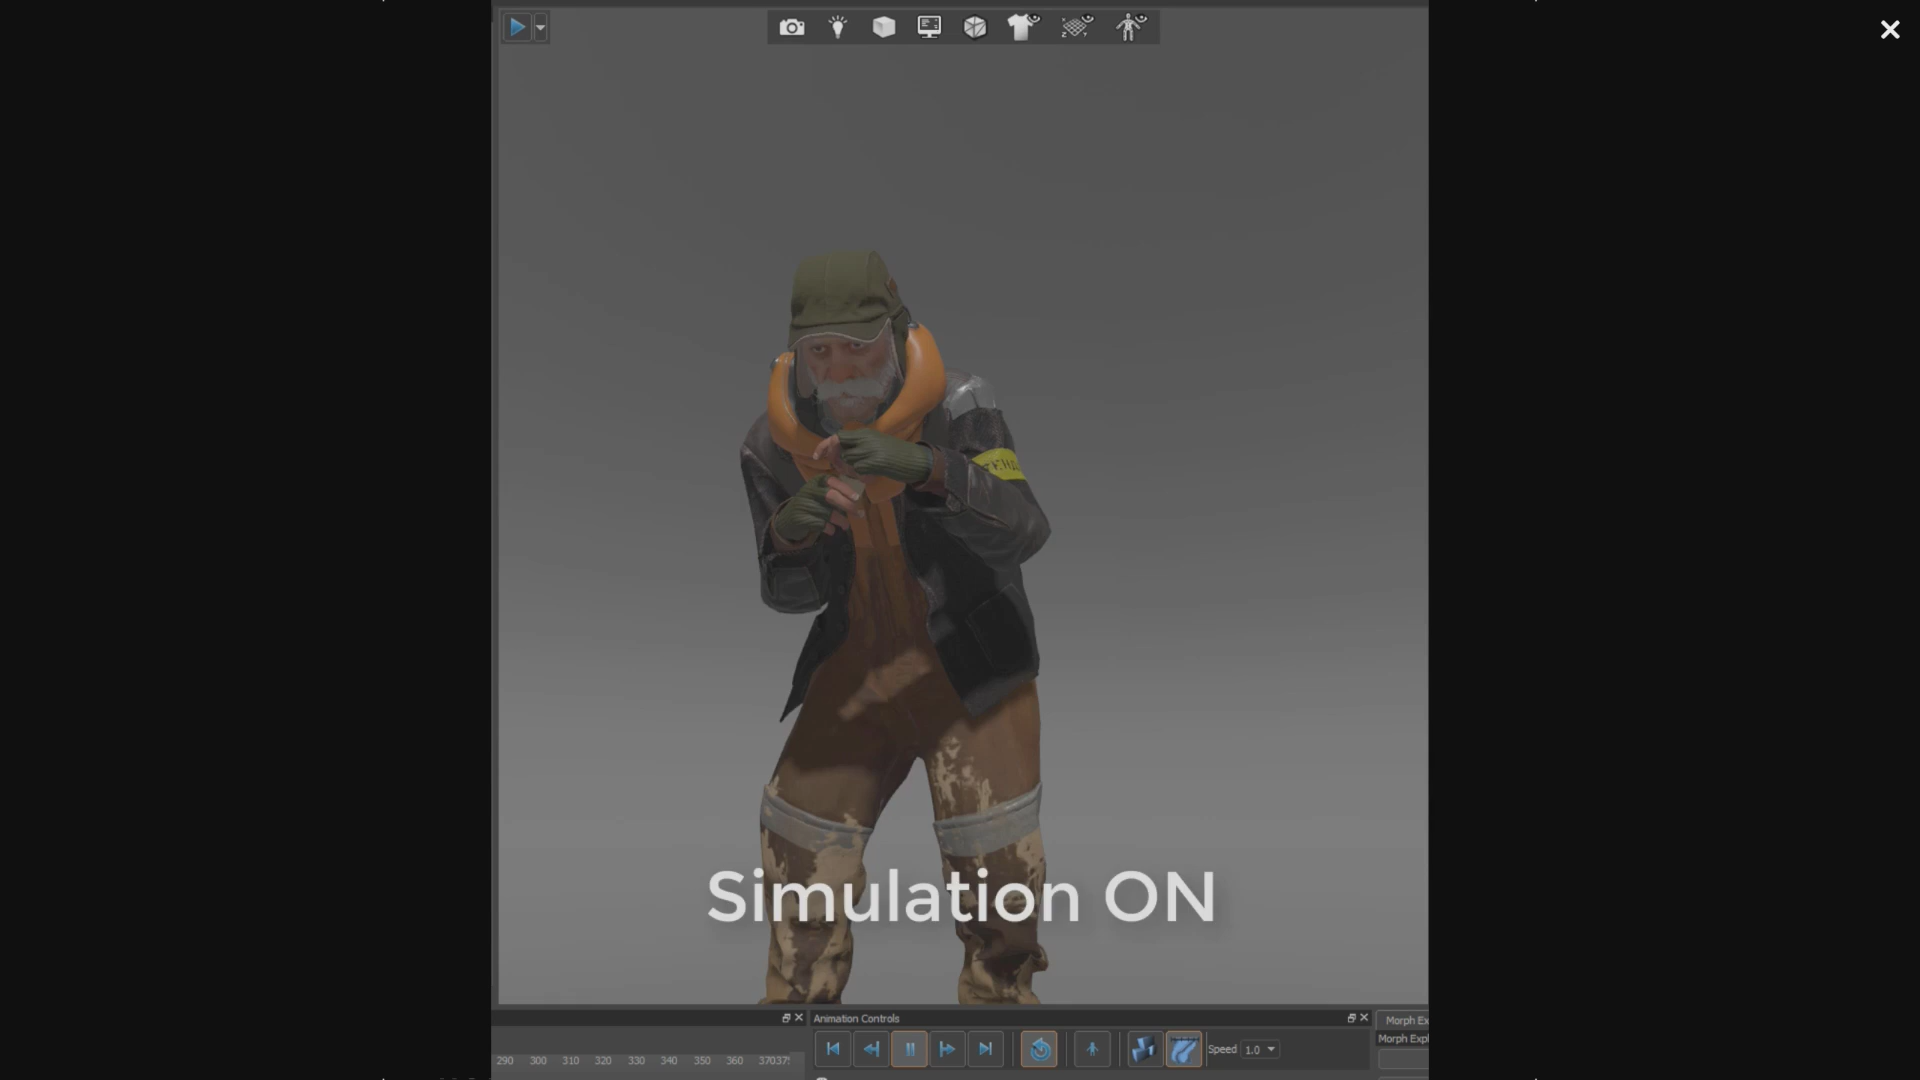 Simulation ON
Animation Controls
Morph Ex
Morph Expl
290 300 310 320 330 340 350 360 370
Speed 1.0